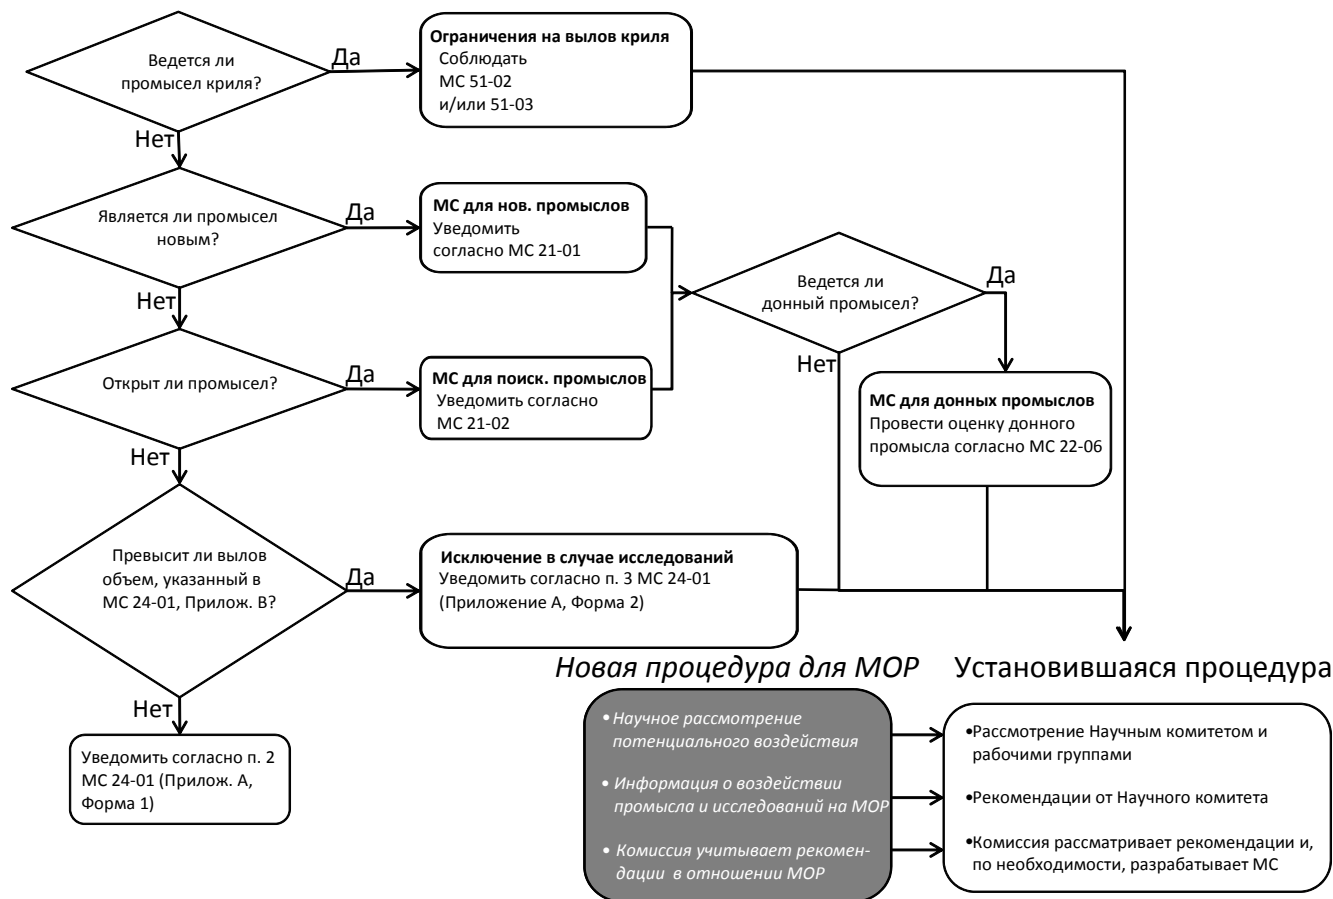 Ведется ли
промысел криля?
Да
Ограничения на вылов криля
Соблюдать
МС 51-02
и/или 51-03
Нет
Является ли промысел
новым?
Да
МС для нов. промыслов
Уведомить
согласно МС 21-01
Нет
Ведется ли
донный промысел?
Да
Нет
Открыт ли промысел?
Да
МС для поиск. промыслов
Уведомить согласно
МС 21-02
МС для донных промыслов
Провести оценку донного
промысла согласно МС 22-06
Нет
Превысит ли вылов
объем, указанный в
МС 24-01, Прилож. В?
Да
Исключение в случае исследований
Уведомить согласно п. 3 МС 24-01
(Приложение А, Форма 2)
Нет
Уведомить согласно п. 2
МС 24-01 (Прилож. А,
Форма 1)
Новая процедура для МОР
• Научное рассмотрение
потенциального воздействия
• Информация о воздействии
промысла и исследований на МОР
• Комиссия учитывает рекомен-
дации в отношении МОР
Установившаяся процедура
•Рассмотрение Научным комитетом и
рабочими группами
•Рекомендации от Научного комитета
•Комиссия рассматривает рекомендации и,
по необходимости, разрабатывает МС